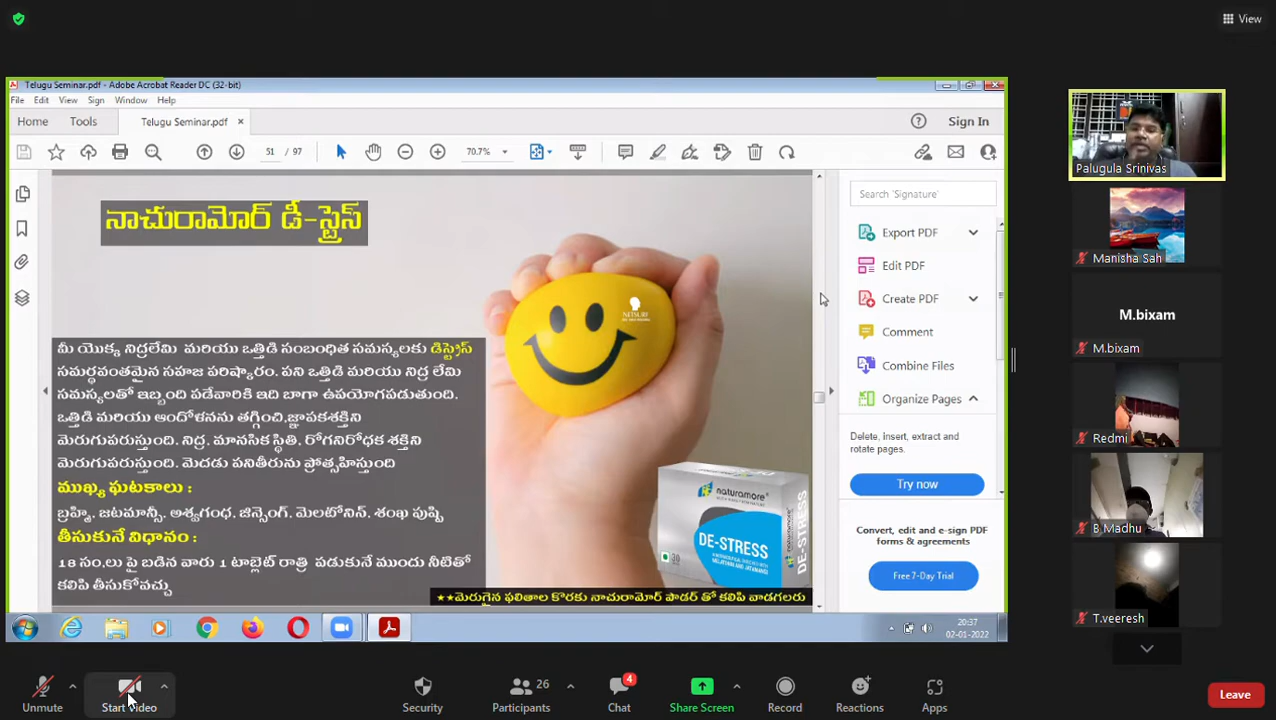 View
Telugu Seminar.pdf - Adobe Acrobat Reader DC (32-bit)
File Edit View Sign Window Help
Home Tools Telugu Seminar.pdf × Sign In
51 / 97 70.7%
నాచురామోర్ డీ-స్ట్రెస్
మీ యొక్క నిద్రలేమి మరియు ఒత్తిడి సంబంధిత సమస్యలకు డిస్ట్రెస్
సమర్థవంతమైన సహజ పరిష్కారం. పని ఒత్తిడి మరియు నిద్ర లేమి
సమస్యలతో ఇబ్బంది పడేవారికి ఇది బాగా ఉపయోగపడుతుంది.
ఒత్తిడి మరియు ఆందోళనను తగ్గించి,జ్ఞాపకశక్తిని
మెరుగుపరుస్తుంది. నిద్ర, మానసిక స్థితి, రోగనిరోధక శక్తిని
మెరుగుపరుస్తుంది. మెదడు పనితీరును ప్రోత్సహిస్తుంది
ముఖ్య ఘటకాలు :
బ్రహ్మి, జటమాన్సీ, అశ్వగంధ, జిన్సెంగ్, మెలటోనిన్, శంఖ పుష్పి
తీసుకునే విధానం :
18 సం.లు పై బడిన వారు 1 టాబ్లెట్ రాత్రి పడుకునే ముందు నీటితో
కలిపి తీసుకోవచ్చు
NETSURF
naturamore
DE-STRESS
DE-STRESS
30
★★మెరుగైన ఫలితాల కొరకు నాచురామోర్ పౌడర్ తో కలిపి వాడగలరు
Search 'Signature'
Export PDF
Edit PDF
Create PDF
Comment
Combine Files
Organize Pages
Delete, insert, extract and
rotate pages.
Try now
Convert, edit and e-sign PDF
forms & agreements
Free 7-Day Trial
20:37
02-01-2022
Palugula Srinivas
Manisha Sah
M.bixam
M.bixam
Redmi
B Madhu
T.veeresh
Unmute
Start Video
Security
26
Participants
4
Chat
Share Screen
Record
Reactions
Apps
Leave